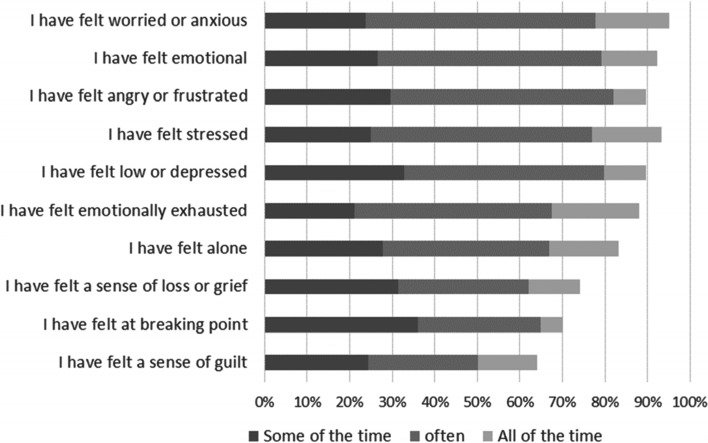 I have felt worried or anxious
I have felt emotional
I have felt angry or frustrated
I have felt stressed
I have felt low or depressed
I have felt emotionally exhausted
I have felt alone
I have felt a sense of loss or grief
I have felt at breaking point
I have felt a sense of guilt
0% 10% 20% 30% 40% 50% 60% 70% 80% 90% 100%
Some of the time often All of the time